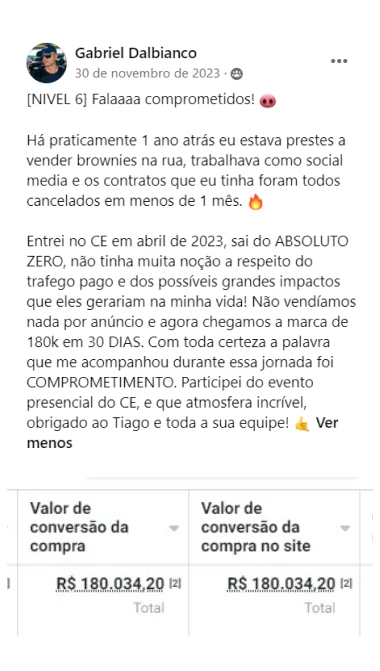 Gabriel Dalbianco
30 de novembro de 2023 ·
[NIVEL 6] Falaaaa comprometidos! 🐽
Há praticamente 1 ano atrás eu estava prestes a
vender brownies na rua, trabalhava como social
media e os contratos que eu tinha foram todos
cancelados em menos de 1 mês. 🔥
Entrei no CE em abril de 2023, sai do ABSOLUTO
ZERO, não tinha muita noção a respeito do
trafego pago e dos possíveis grandes impactos
que eles gerariam na minha vida! Não vendíamos
nada por anúncio e agora chegamos a marca de
180k em 30 DIAS. Com toda certeza a palavra
que me acompanhou durante essa jornada foi
COMPROMETIMENTO. Participei do evento
presencial do CE, e que atmosfera incrível,
obrigado ao Tiago e toda a sua equipe! 🤙 Ver
menos
Valor de conversão da compra
Valor de conversão da compra no site
R$ 180.034,20 [2]
R$ 180.034,20 [2]
Total
Total